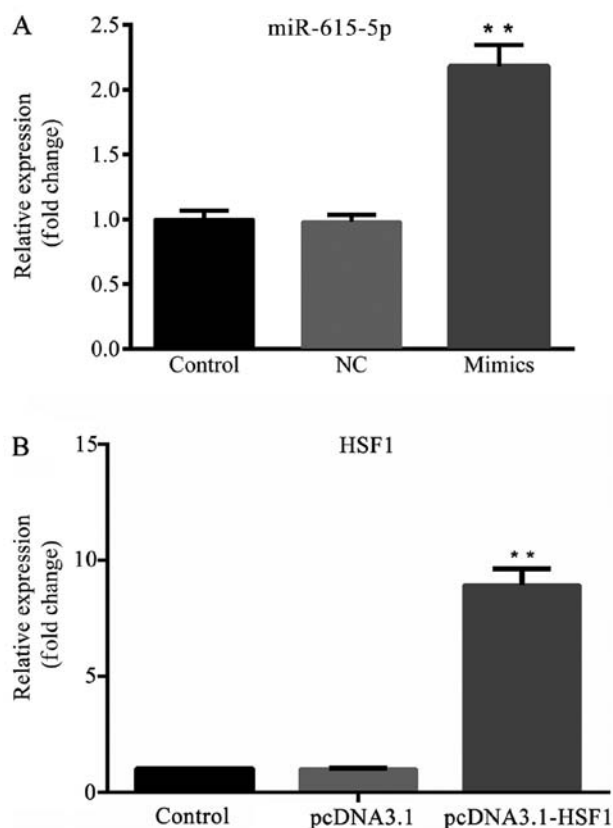 A
miR-615-5p
Relative expression
(fold change)
2.5
2.0
1.5
1.0
0.5
0.0
**
Control NC Mimics
B
HSF1
Relative expression
(fold change)
15
10
5
0
**
Control pcDNA3.1 pcDNA3.1-HSF1